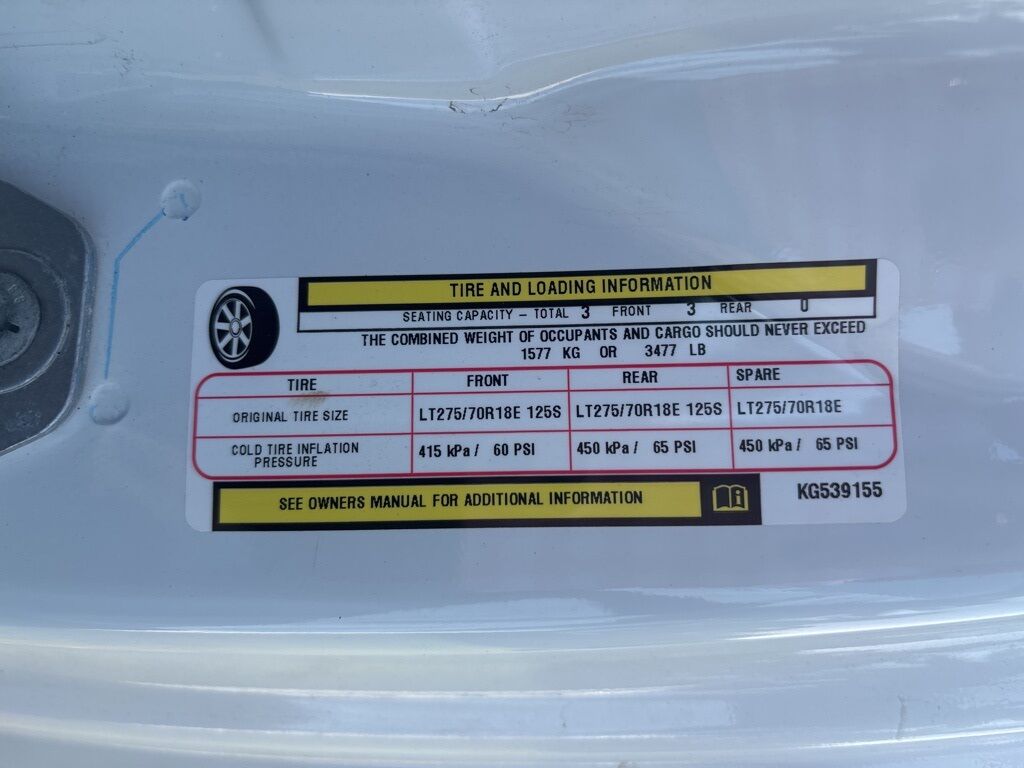 TIRE AND LOADING INFORMATION
SEATING CAPACITY – TOTAL 3 FRONT 3 REAR 0
THE COMBINED WEIGHT OF OCCUPANTS AND CARGO SHOULD NEVER EXCEED
1577 KG OR 3477 LB
TIRE FRONT REAR SPARE
ORIGINAL TIRE SIZE LT275/70R18E 125S LT275/70R18E 125S LT275/70R18E
COLD TIRE INFLATION PRESSURE 415 kPa / 60 PSI 450 kPa / 65 PSI 450 kPa / 65 PSI
SEE OWNERS MANUAL FOR ADDITIONAL INFORMATION
KG539155